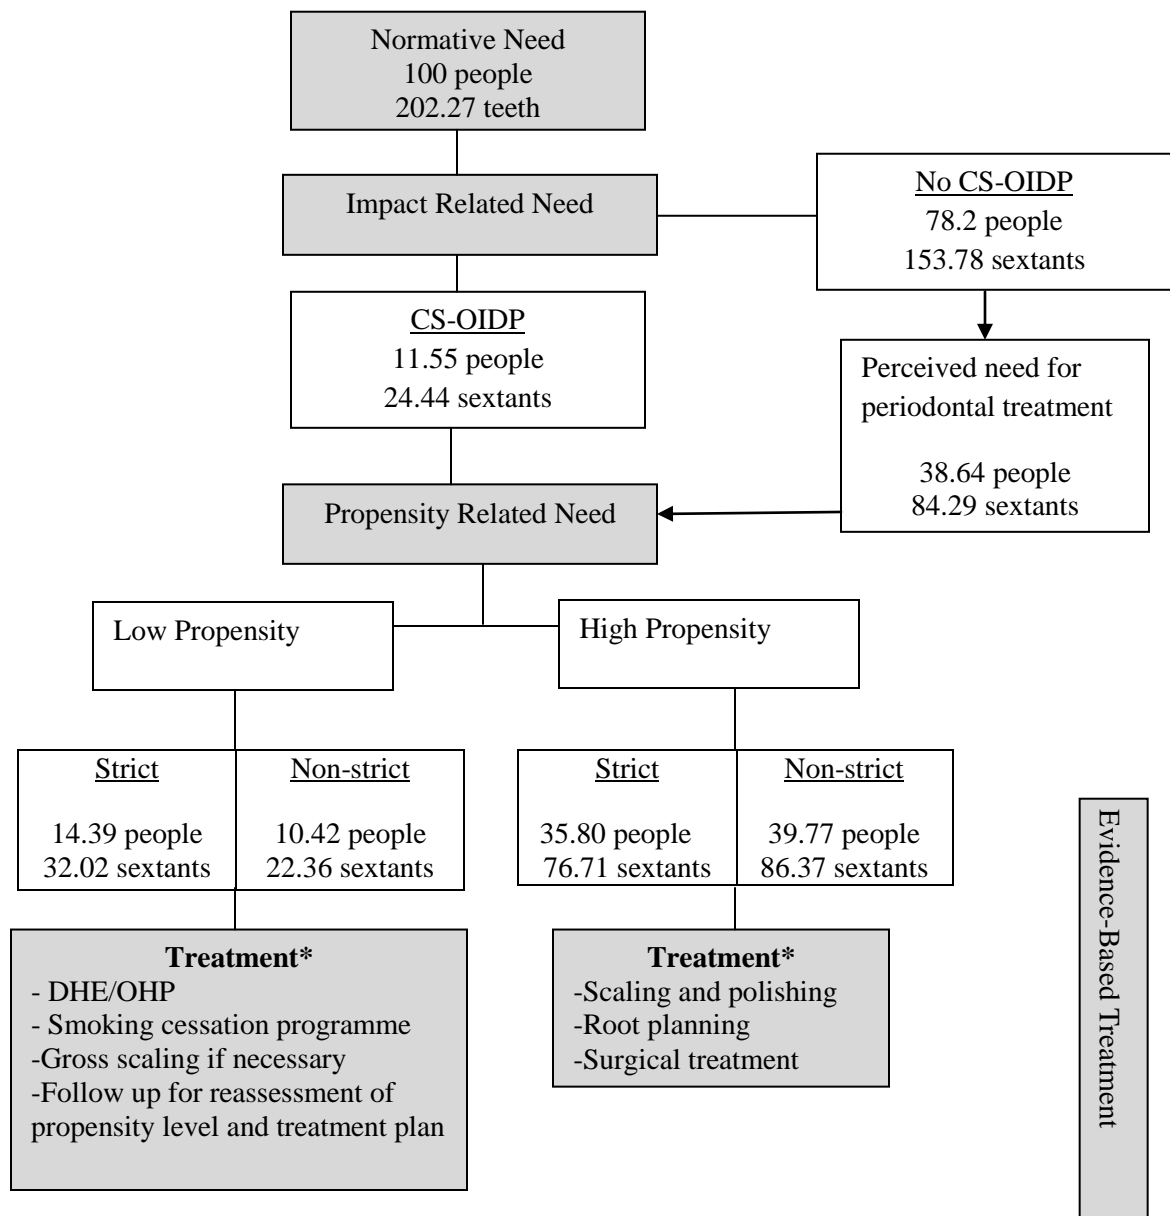 Normative Need
100 people
202.27 teeth
Impact Related Need
No CS-OIDP
78.2 people
153.78 sextants
CS-OIDP
11.55 people
24.44 sextants
Perceived need for
periodontal treatment
38.64 people
84.29 sextants
Propensity Related Need
Low Propensity
High Propensity
Strict
14.39 people
32.02 sextants
Non-strict
10.42 people
22.36 sextants
Strict
35.80 people
76.71 sextants
Non-strict
39.77 people
86.37 sextants
Treatment*
- DHE/OHP
- Smoking cessation programme
-Gross scaling if necessary
-Follow up for reassessment of
propensity level and treatment plan
Treatment*
-Scaling and polishing
-Root planning
-Surgical treatment
Evidence-Based Treatment